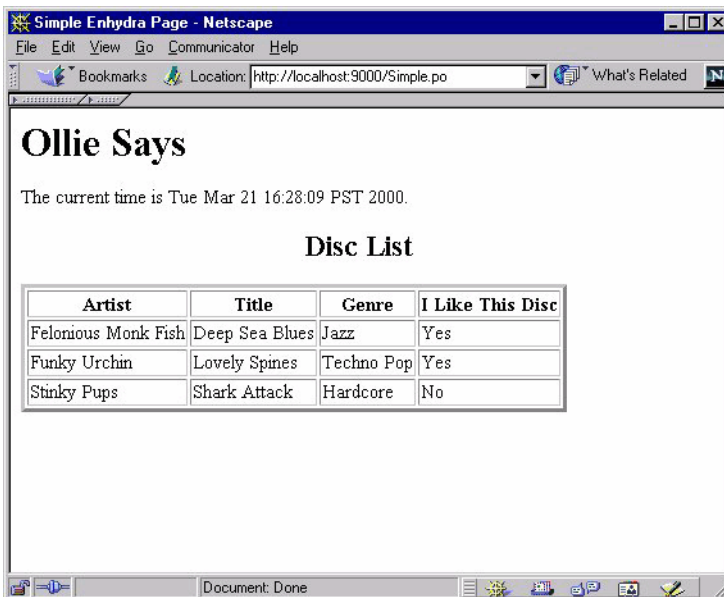 Simple Enhydra Page - Netscape
File Edit View Go Communicator Help
Bookmarks Location: http://localhost:9000/Simple.po What's Related N
Ollie Says
The current time is Tue Mar 21 16:28:09 PST 2000.
Disc List
Artist Title Genre I Like This Disc
Felonious Monk Fish Deep Sea Blues Jazz Yes
Funky Urchin Lovely Spines Techno Pop Yes
Stinky Pups Shark Attack Hardcore No
Document: Done